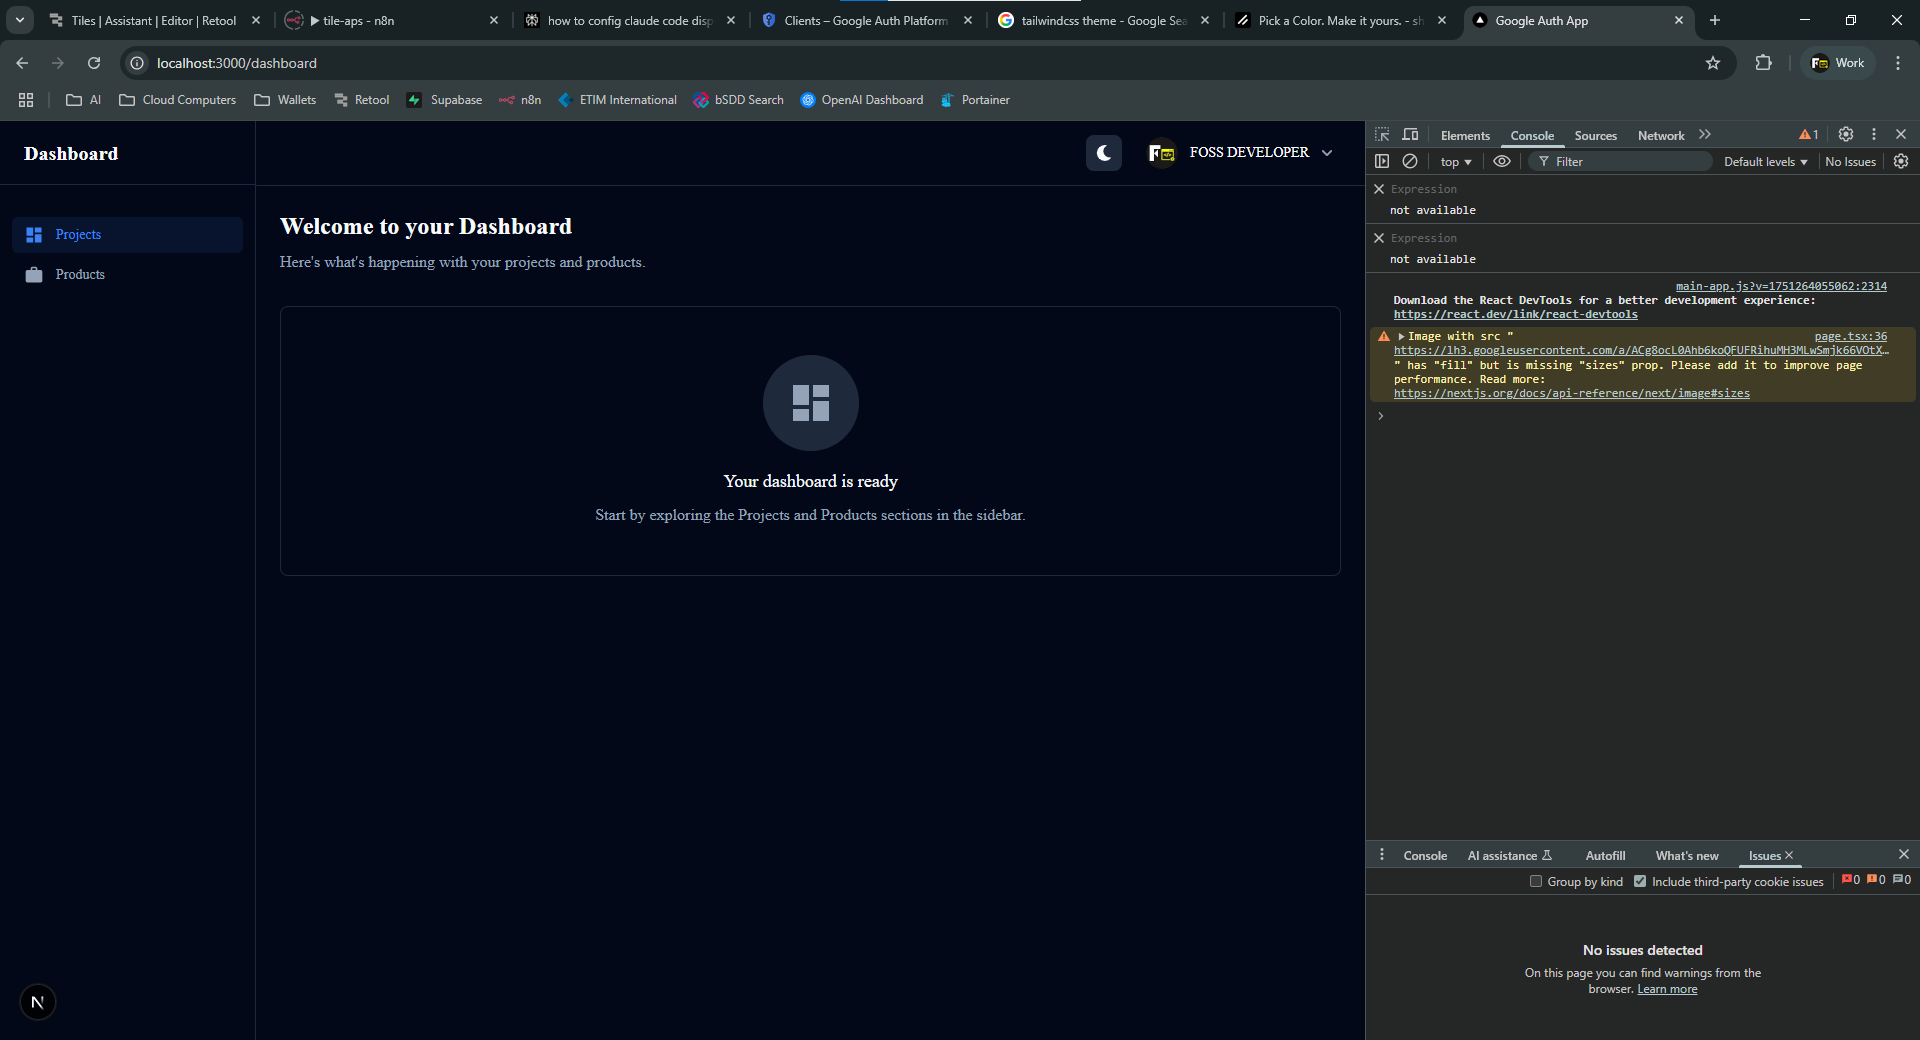 Tiles | Assistant | Editor | Retool
tile-aps - n8n
how to config claude code disp
Clients – Google Auth Platform
tailwindcss theme - Google Sea
Pick a Color. Make it yours. - sh
Google Auth App
localhost:3000/dashboard
Work
AI
Cloud Computers
Wallets
Retool
Supabase
n8n
ETIM International
bSDD Search
OpenAI Dashboard
Portainer
Dashboard
FOSS DEVELOPER
Projects
Products
Welcome to your Dashboard
Here's what's happening with your projects and products.
Your dashboard is ready
Start by exploring the Projects and Products sections in the sidebar.
N
Elements
Console
Sources
Network
1
top
Filter
Default levels
No Issues
Expression
not available
Expression
not available
main-app.js?v=1751264055062:2314
Download the React DevTools for a better development experience:
https://react.dev/link/react-devtools
Image with src "
page.tsx:36
https://lh3.googleusercontent.com/a/ACg8ocL0Ahb6koQFUFRihuMH3MLwSmjk66VOtX…
" has "fill" but is missing "sizes" prop. Please add it to improve page
performance. Read more:
https://nextjs.org/docs/api-reference/next/image#sizes
Console
AI assistance
Autofill
What's new
Issues
Group by kind
Include third-party cookie issues
0
0
0
No issues detected
On this page you can find warnings from the
browser. Learn more